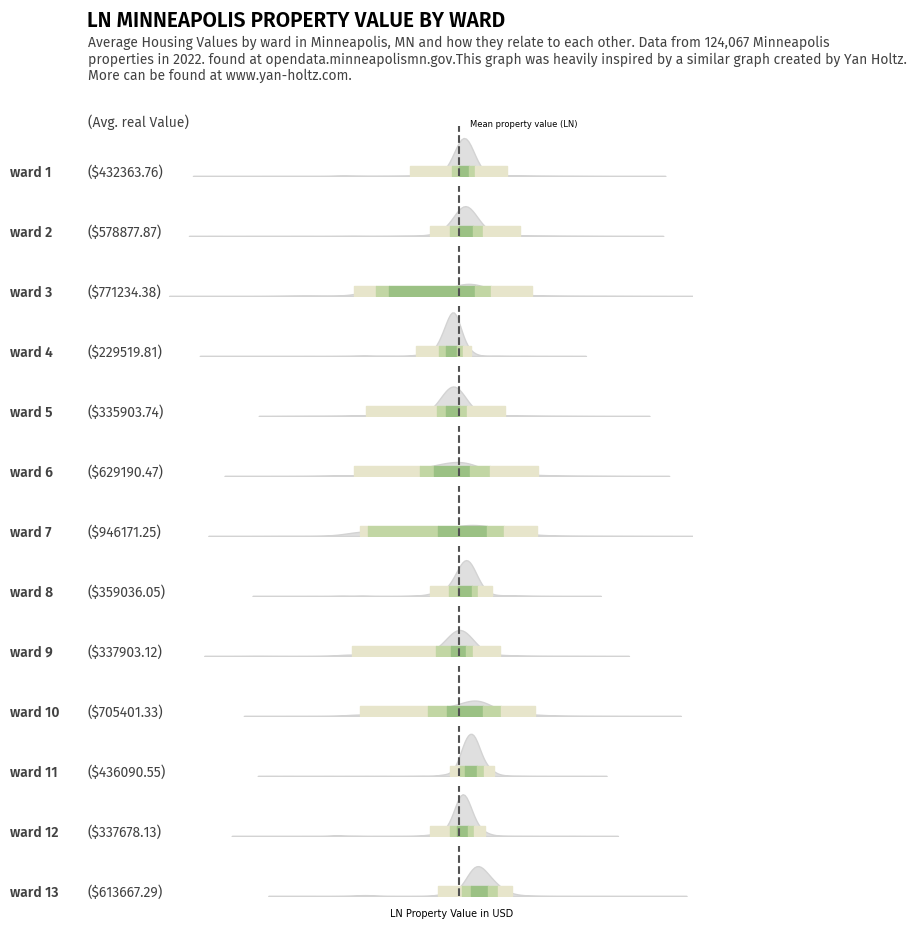 LN MINNEAPOLIS PROPERTY VALUE BY WARD
Average Housing Values by ward in Minneapolis, MN and how they relate to each other. Data from 124,067 Minneapolis
properties in 2022. found at opendata.minneapolismn.gov.This graph was heavily inspired by a similar graph created by Yan Holtz.
More can be found at www.yan-holtz.com.
(Avg. real Value)
Mean property value (LN)
ward 1 ($432363.76)
ward 2 ($578877.87)
ward 3 ($771234.38)
ward 4 ($229519.81)
ward 5 ($335903.74)
ward 6 ($629190.47)
ward 7 ($946171.25)
ward 8 ($359036.05)
ward 9 ($337903.12)
ward 10 ($705401.33)
ward 11 ($436090.55)
ward 12 ($337678.13)
ward 13 ($613667.29)
LN Property Value in USD